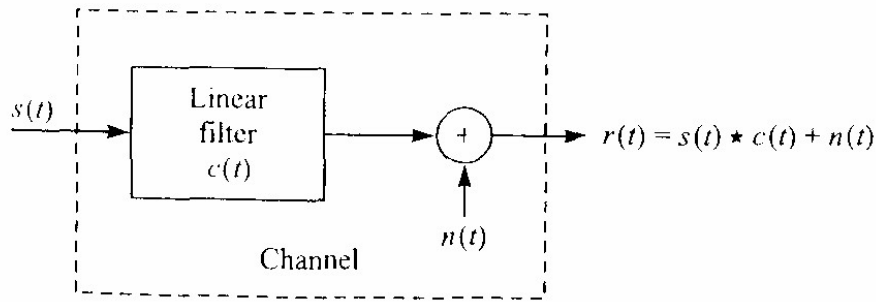 s(t)
Linear
filter
c(t)
+
r(t) = s(t) ★ c(t) + n(t)
n(t)
Channel